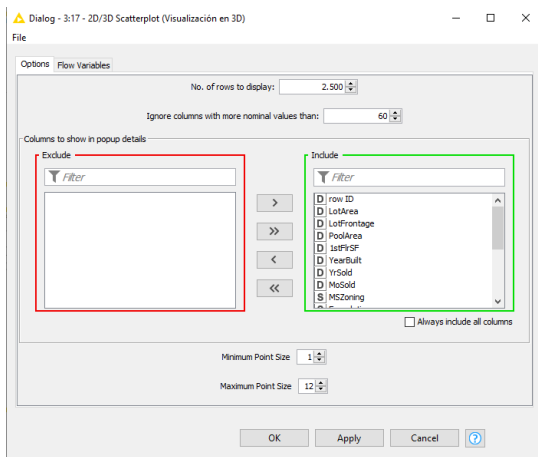 Dialog - 3:17 - 2D/3D Scatterplot (Visualización en 3D)
File
Options Flow Variables
No. of rows to display: 2.500
Ignore columns with more nominal values than: 60
Columns to show in popup details
Exclude Include
Filter Filter
D row ID
D LotArea
D LotFrontage
D PoolArea
D 1stFlrSF
D YearBuilt
D YrSold
D MoSold
S MSZoning
> >> < <<
Always include all columns
Minimum Point Size 1
Maximum Point Size 12
OK Apply Cancel ?